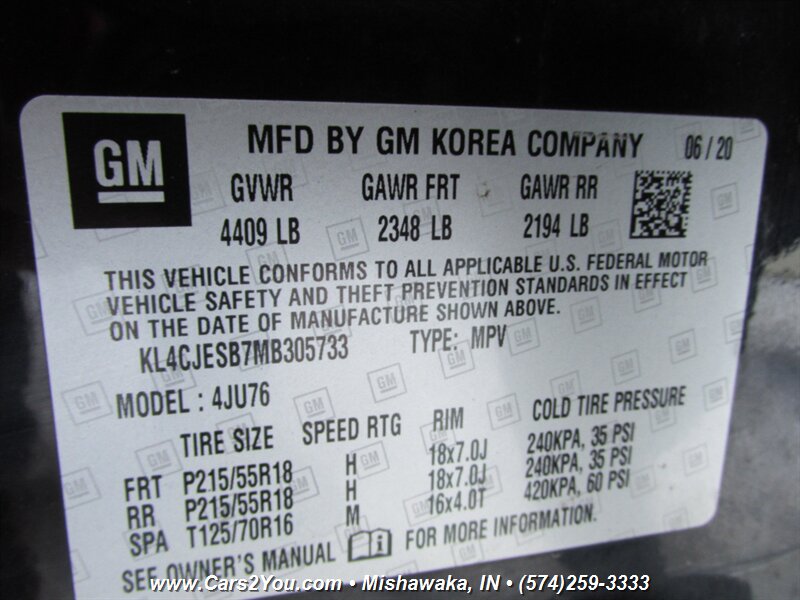 GM MFD BY GM KOREA COMPANY 06/20
GVWR GAWR FRT GAWR RR
4409 LB 2348 LB 2194 LB
THIS VEHICLE CONFORMS TO ALL APPLICABLE U.S. FEDERAL MOTOR
VEHICLE SAFETY AND THEFT PREVENTION STANDARDS IN EFFECT
ON THE DATE OF MANUFACTURE SHOWN ABOVE.
KL4CJESB7MB305733 TYPE: MPV
MODEL : 4JU76
TIRE SIZE SPEED RTG RIM COLD TIRE PRESSURE
FRT P215/55R18 H 18x7.0J 240KPA, 35 PSI
RR P215/55R18 H 18x7.0J 240KPA, 35 PSI
SPA T125/70R16 M 16x4.0T 420KPA, 60 PSI
SEE OWNER'S MANUAL FOR MORE INFORMATION.
www.Cars2You.com • Mishawaka, IN • (574)259-3333